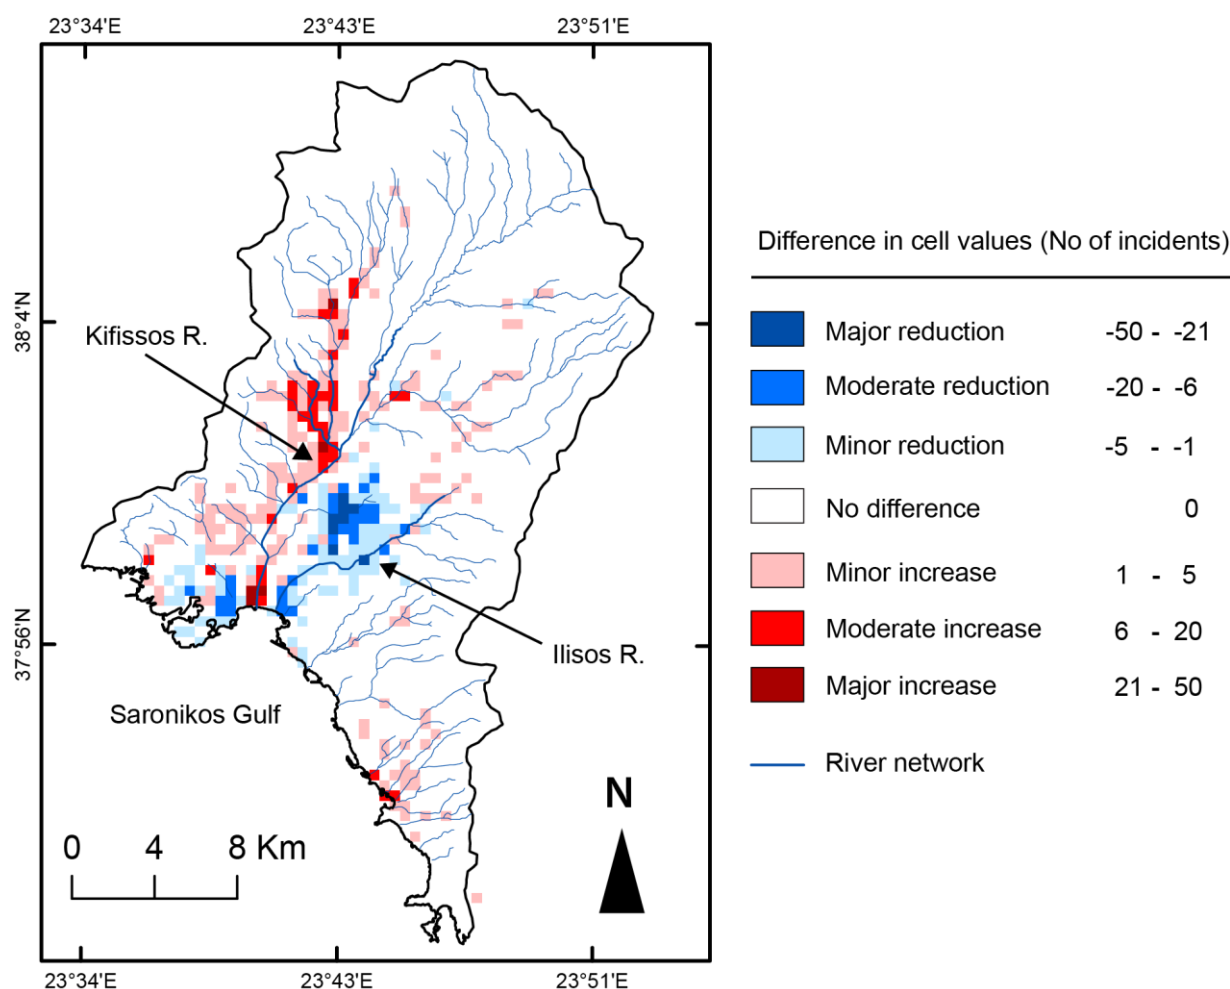 23°34'E 23°43'E 23°51'E
Difference in cell values (No of incidents)
38°4'N
Kifissos R.
Major reduction -50 - -21
Moderate reduction -20 - -6
Minor reduction -5 - -1
No difference 0
Minor increase 1 - 5
Moderate increase 6 - 20
Major increase 21 - 50
River network
37°56'N
Ilisos R.
Saronikos Gulf
N
0 4 8 Km
23°34'E 23°43'E 23°51'E